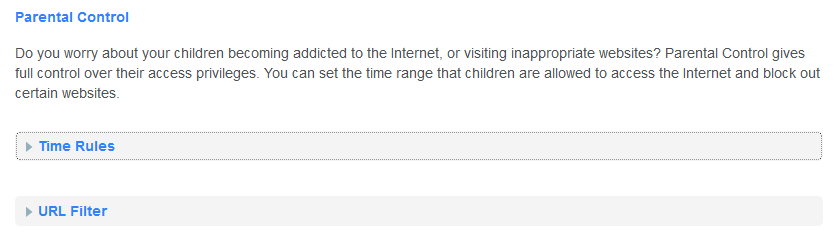 Parental Control
Do you worry about your children becoming addicted to the Internet, or visiting inappropriate websites? Parental Control gives
full control over their access privileges. You can set the time range that children are allowed to access the Internet and block out
certain websites.
Time Rules
URL Filter